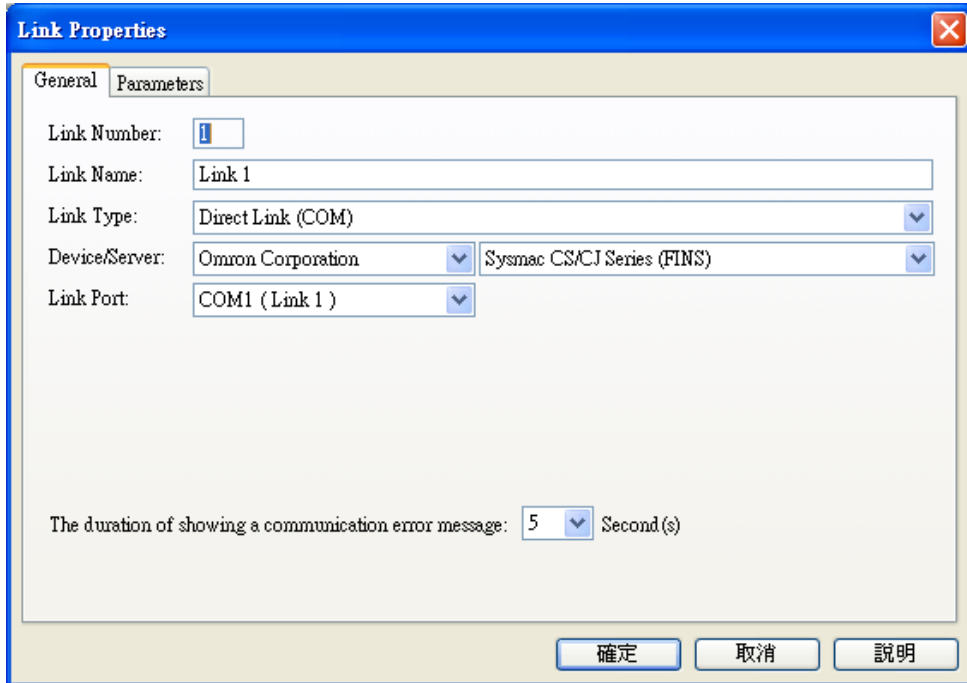 Link Properties
General Parameters
Link Number: 1
Link Name: Link 1
Link Type: Direct Link (COM)
Device/Server: Omron Corporation Sysmac CS/CJ Series (FINS)
Link Port: COM1 ( Link 1 )
The duration of showing a communication error message: 5 Second(s)
確定 取消 說明